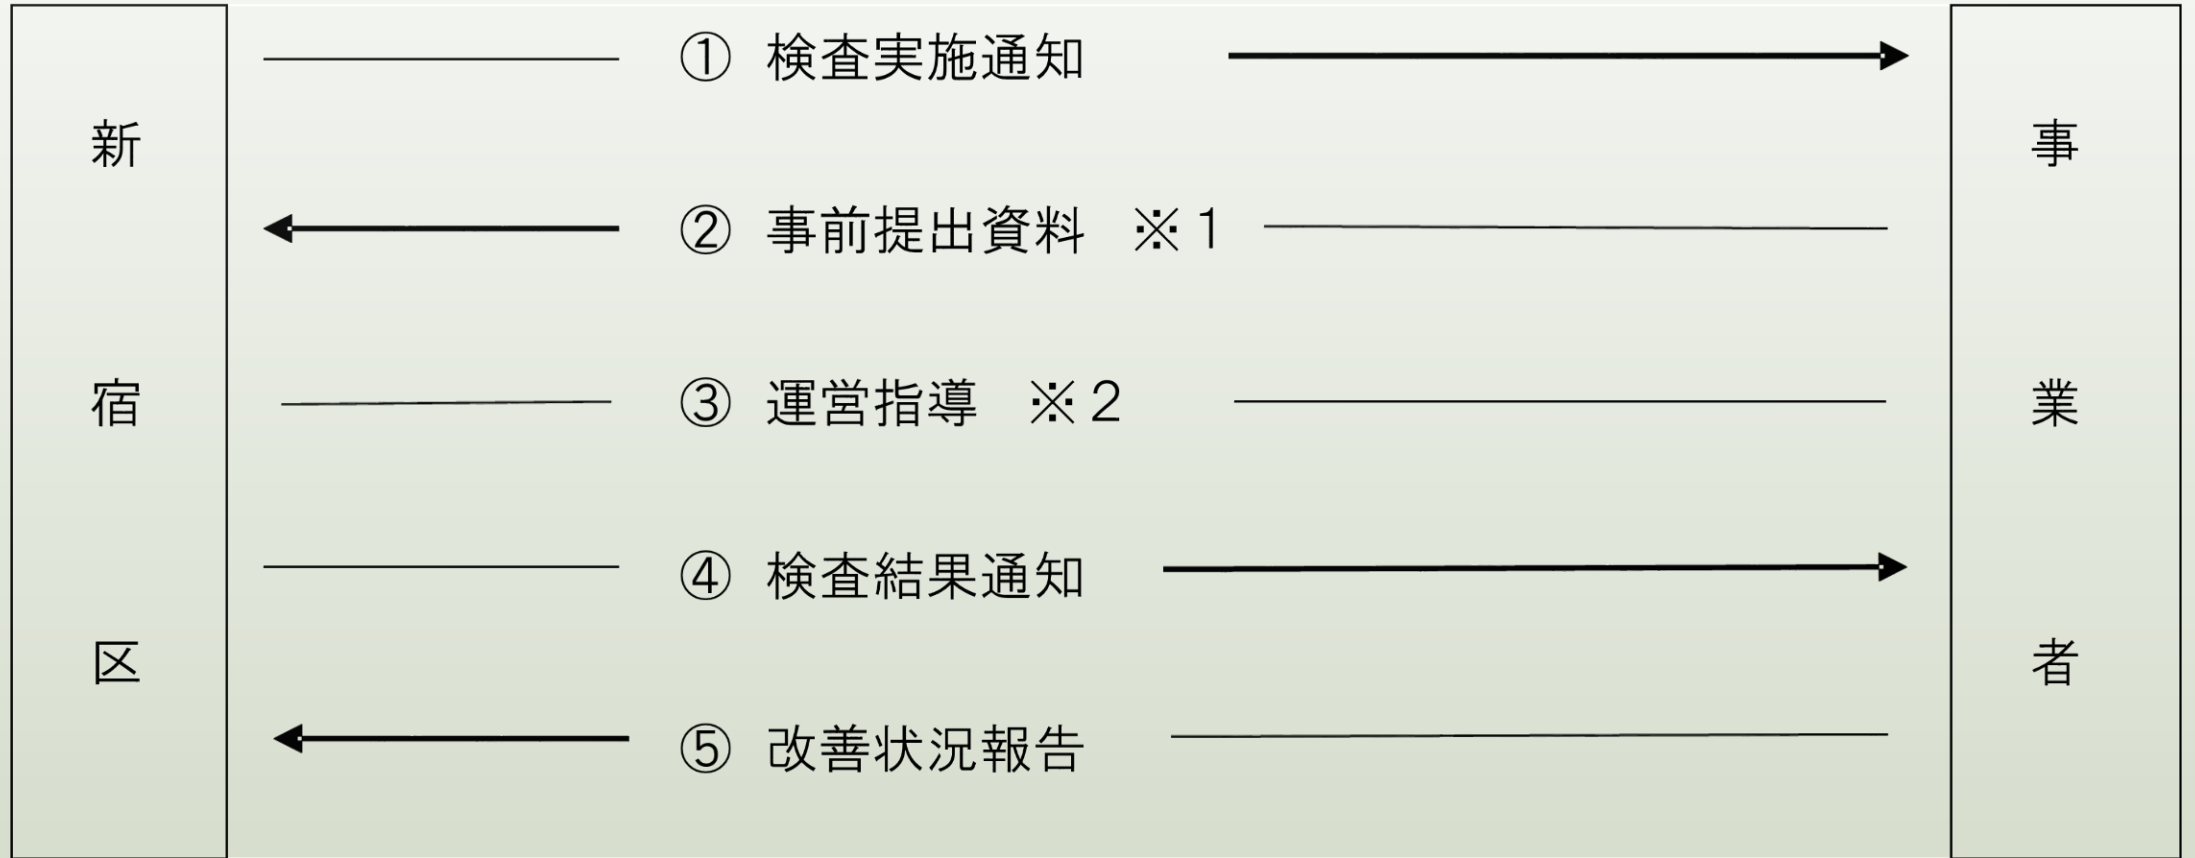 新宿区
① 検査実施通知
② 事前提出資料 ※1
③ 運営指導 ※2
④ 検査結果通知
⑤ 改善状況報告
事業者